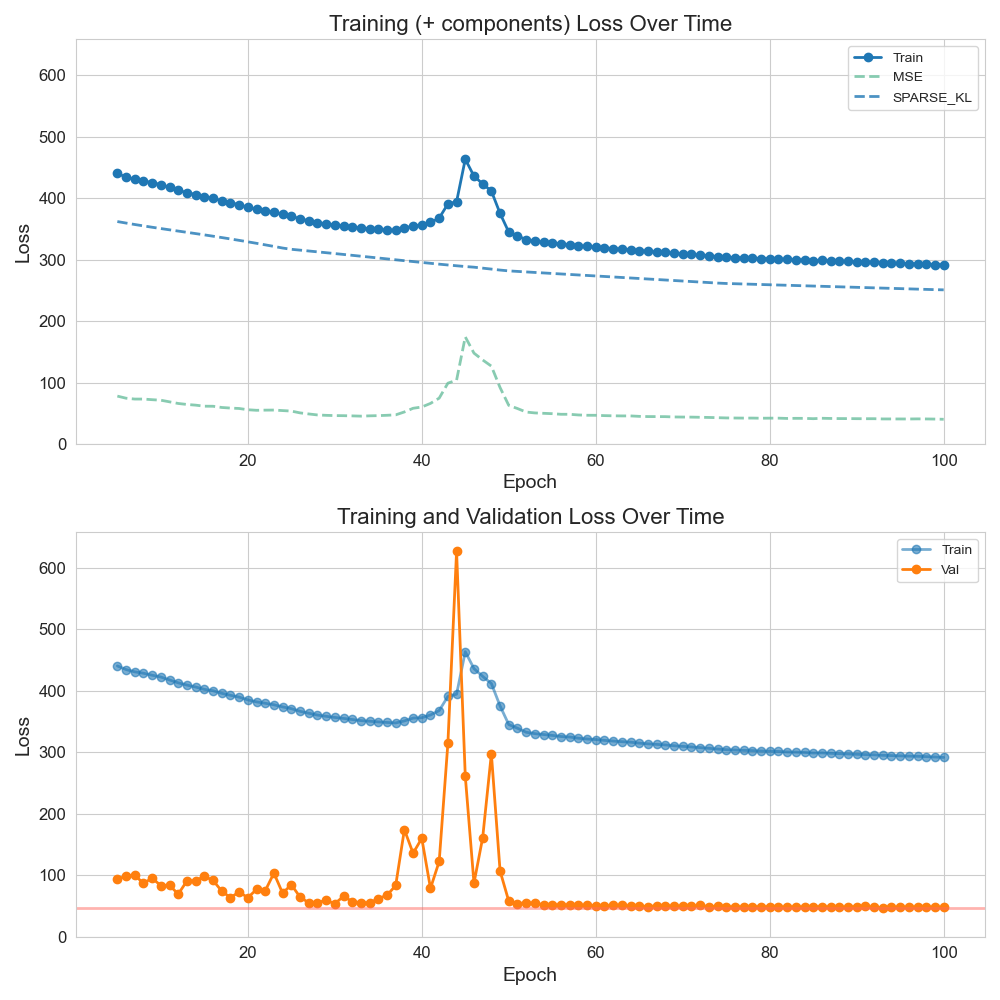 Training (+ components) Loss Over Time
Train
MSE
SPARSE_KL
600
500
400
300
200
100
0
Loss
20
40
60
80
100
Epoch
Training and Validation Loss Over Time
Train
Val
600
500
400
300
200
100
0
Loss
20
40
60
80
100
Epoch